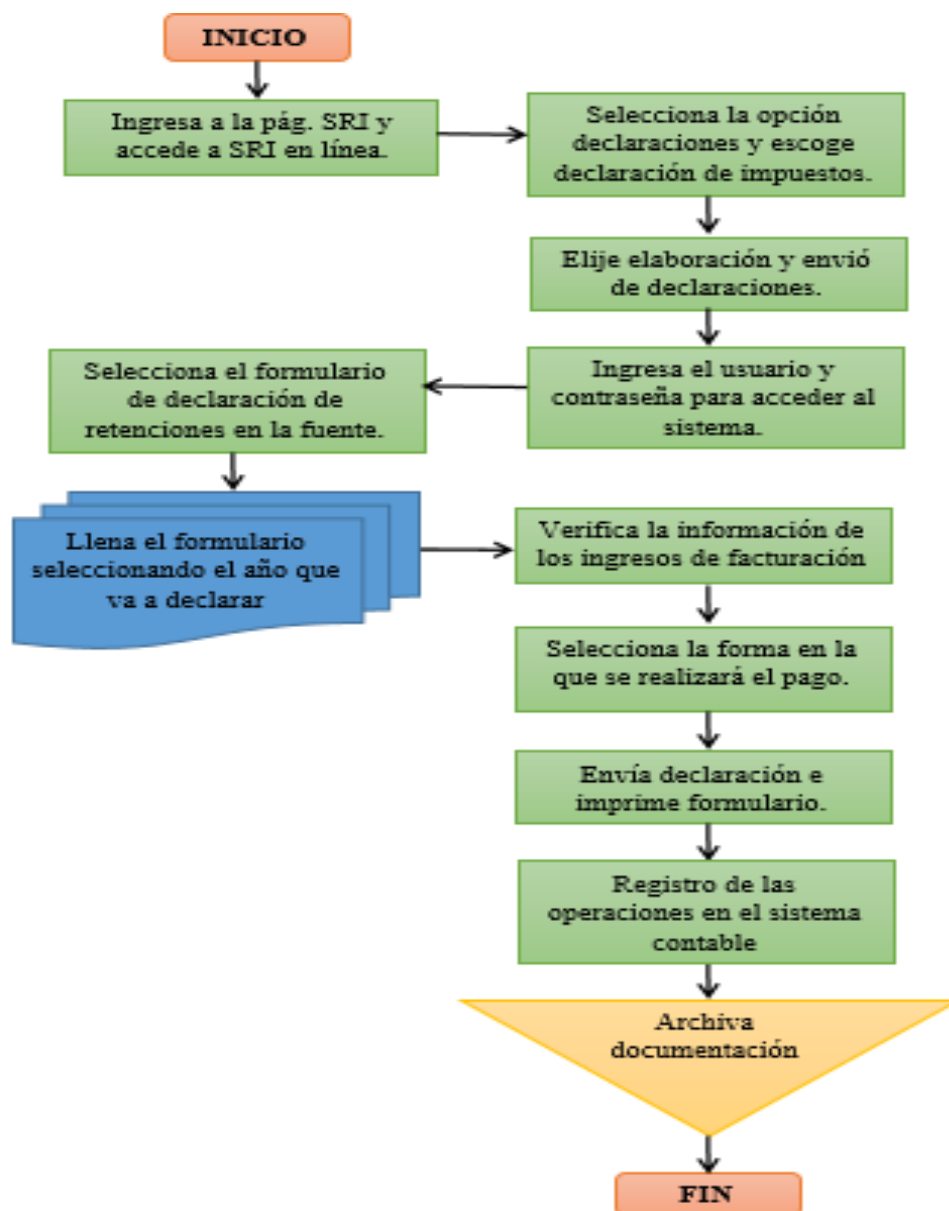 INICIO
Ingresa a la pág. SRI y
accede a SRI en línea.
Selecciona la opción
declaraciones y escoge
declaración de impuestos.
Elije elaboración y envió
de declaraciones.
Ingresa el usuario y
contraseña para acceder al
sistema.
Selecciona el formulario
de declaración de
retenciones en la fuente.
Llena el formulario
seleccionando el año que
va a declarar
Verifica la información de
los ingresos de facturación
Selecciona la forma en la
que se realizará el pago.
Envía declaración e
imprime formulario.
Registro de las
operaciones en el sistema
contable
Archiva
documentación
FIN